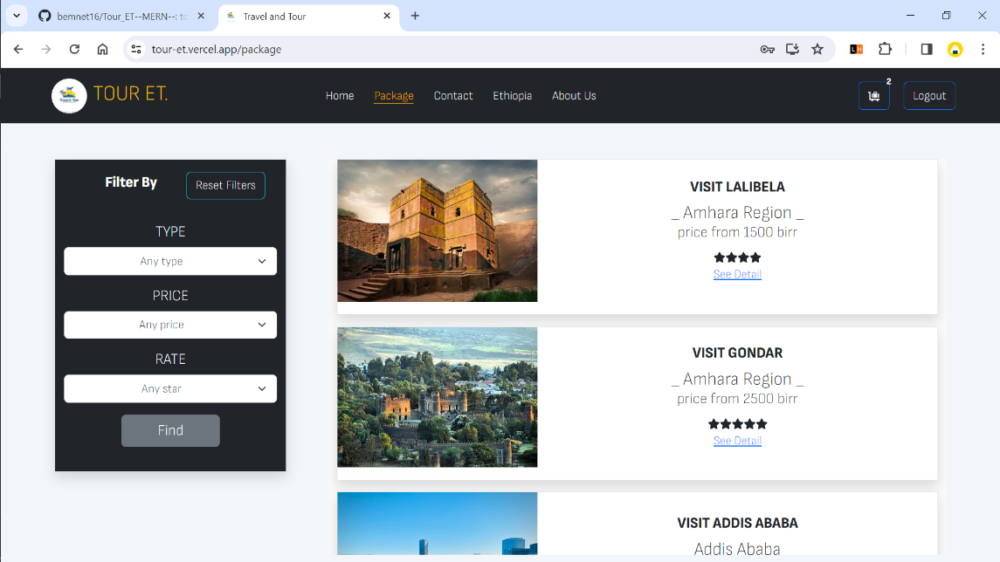 bemnet16/Tour_ET--MERN--: to
Travel and Tour
tour-et.vercel.app/package
TOUR ET.
Home
Package
Contact
Ethiopia
About Us
2
Logout
Filter By
Reset Filters
TYPE
Any type
PRICE
Any price
RATE
Any star
Find
VISIT LALIBELA
_ Amhara Region _
price from 1500 birr
See Detail
VISIT GONDAR
_ Amhara Region _
price from 2500 birr
See Detail
VISIT ADDIS ABABA
Addis Ababa